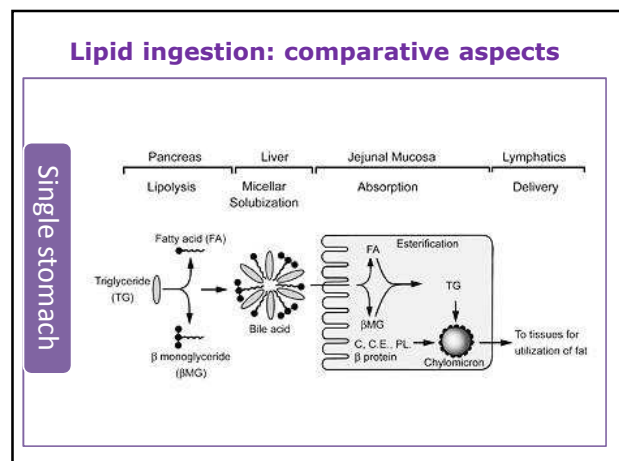 Lipid ingestion: comparative aspects
Single stomach
Pancreas
Liver
Jejunal Mucosa
Lymphatics
Lipolysis
Micellar
Solubization
Absorption
Delivery
Fatty acid (FA)
Triglyceride
(TG)
β monoglyceride
(βMG)
Bile acid
FA
Esterification
TG
βMG
C, C.E., PL.
β protein
Chylomicron
To tissues for
utilization of fat